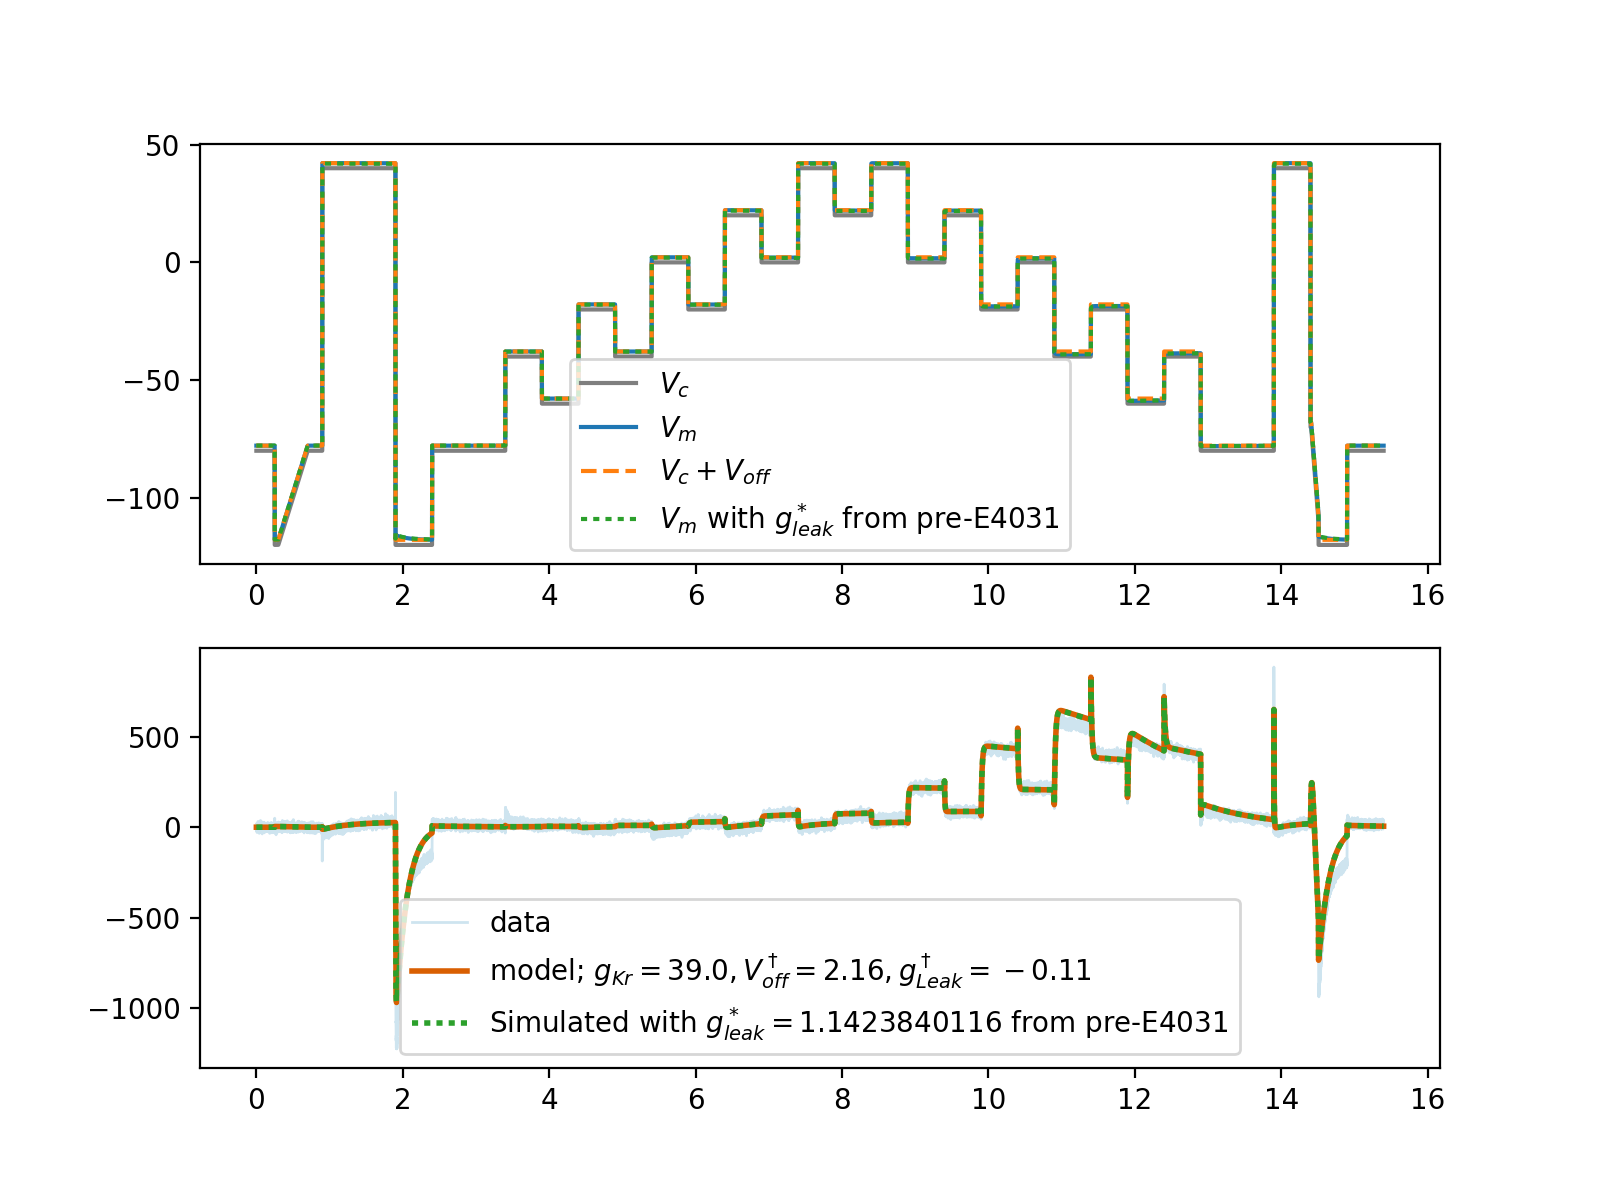 50
0
−50
−100
0 2 4 6 8 10 12 14 16
V_c
V_m
V_c + V_off
V_m with g*_leak from pre-E4031
500
0
−500
−1000
0 2 4 6 8 10 12 14 16
data
model; g_Kr = 39.0, V†_off = 2.16, g†_Leak = −0.11
Simulated with g*_leak = 1.1423840116 from pre-E4031